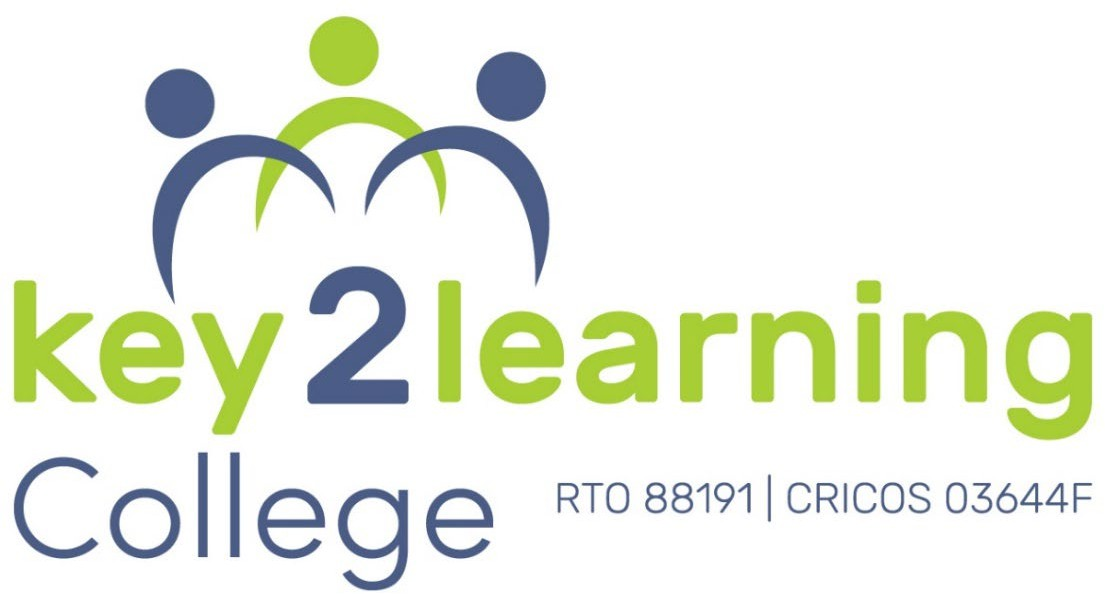 key2learning
College
RTO 88191 | CRICOS 03644F